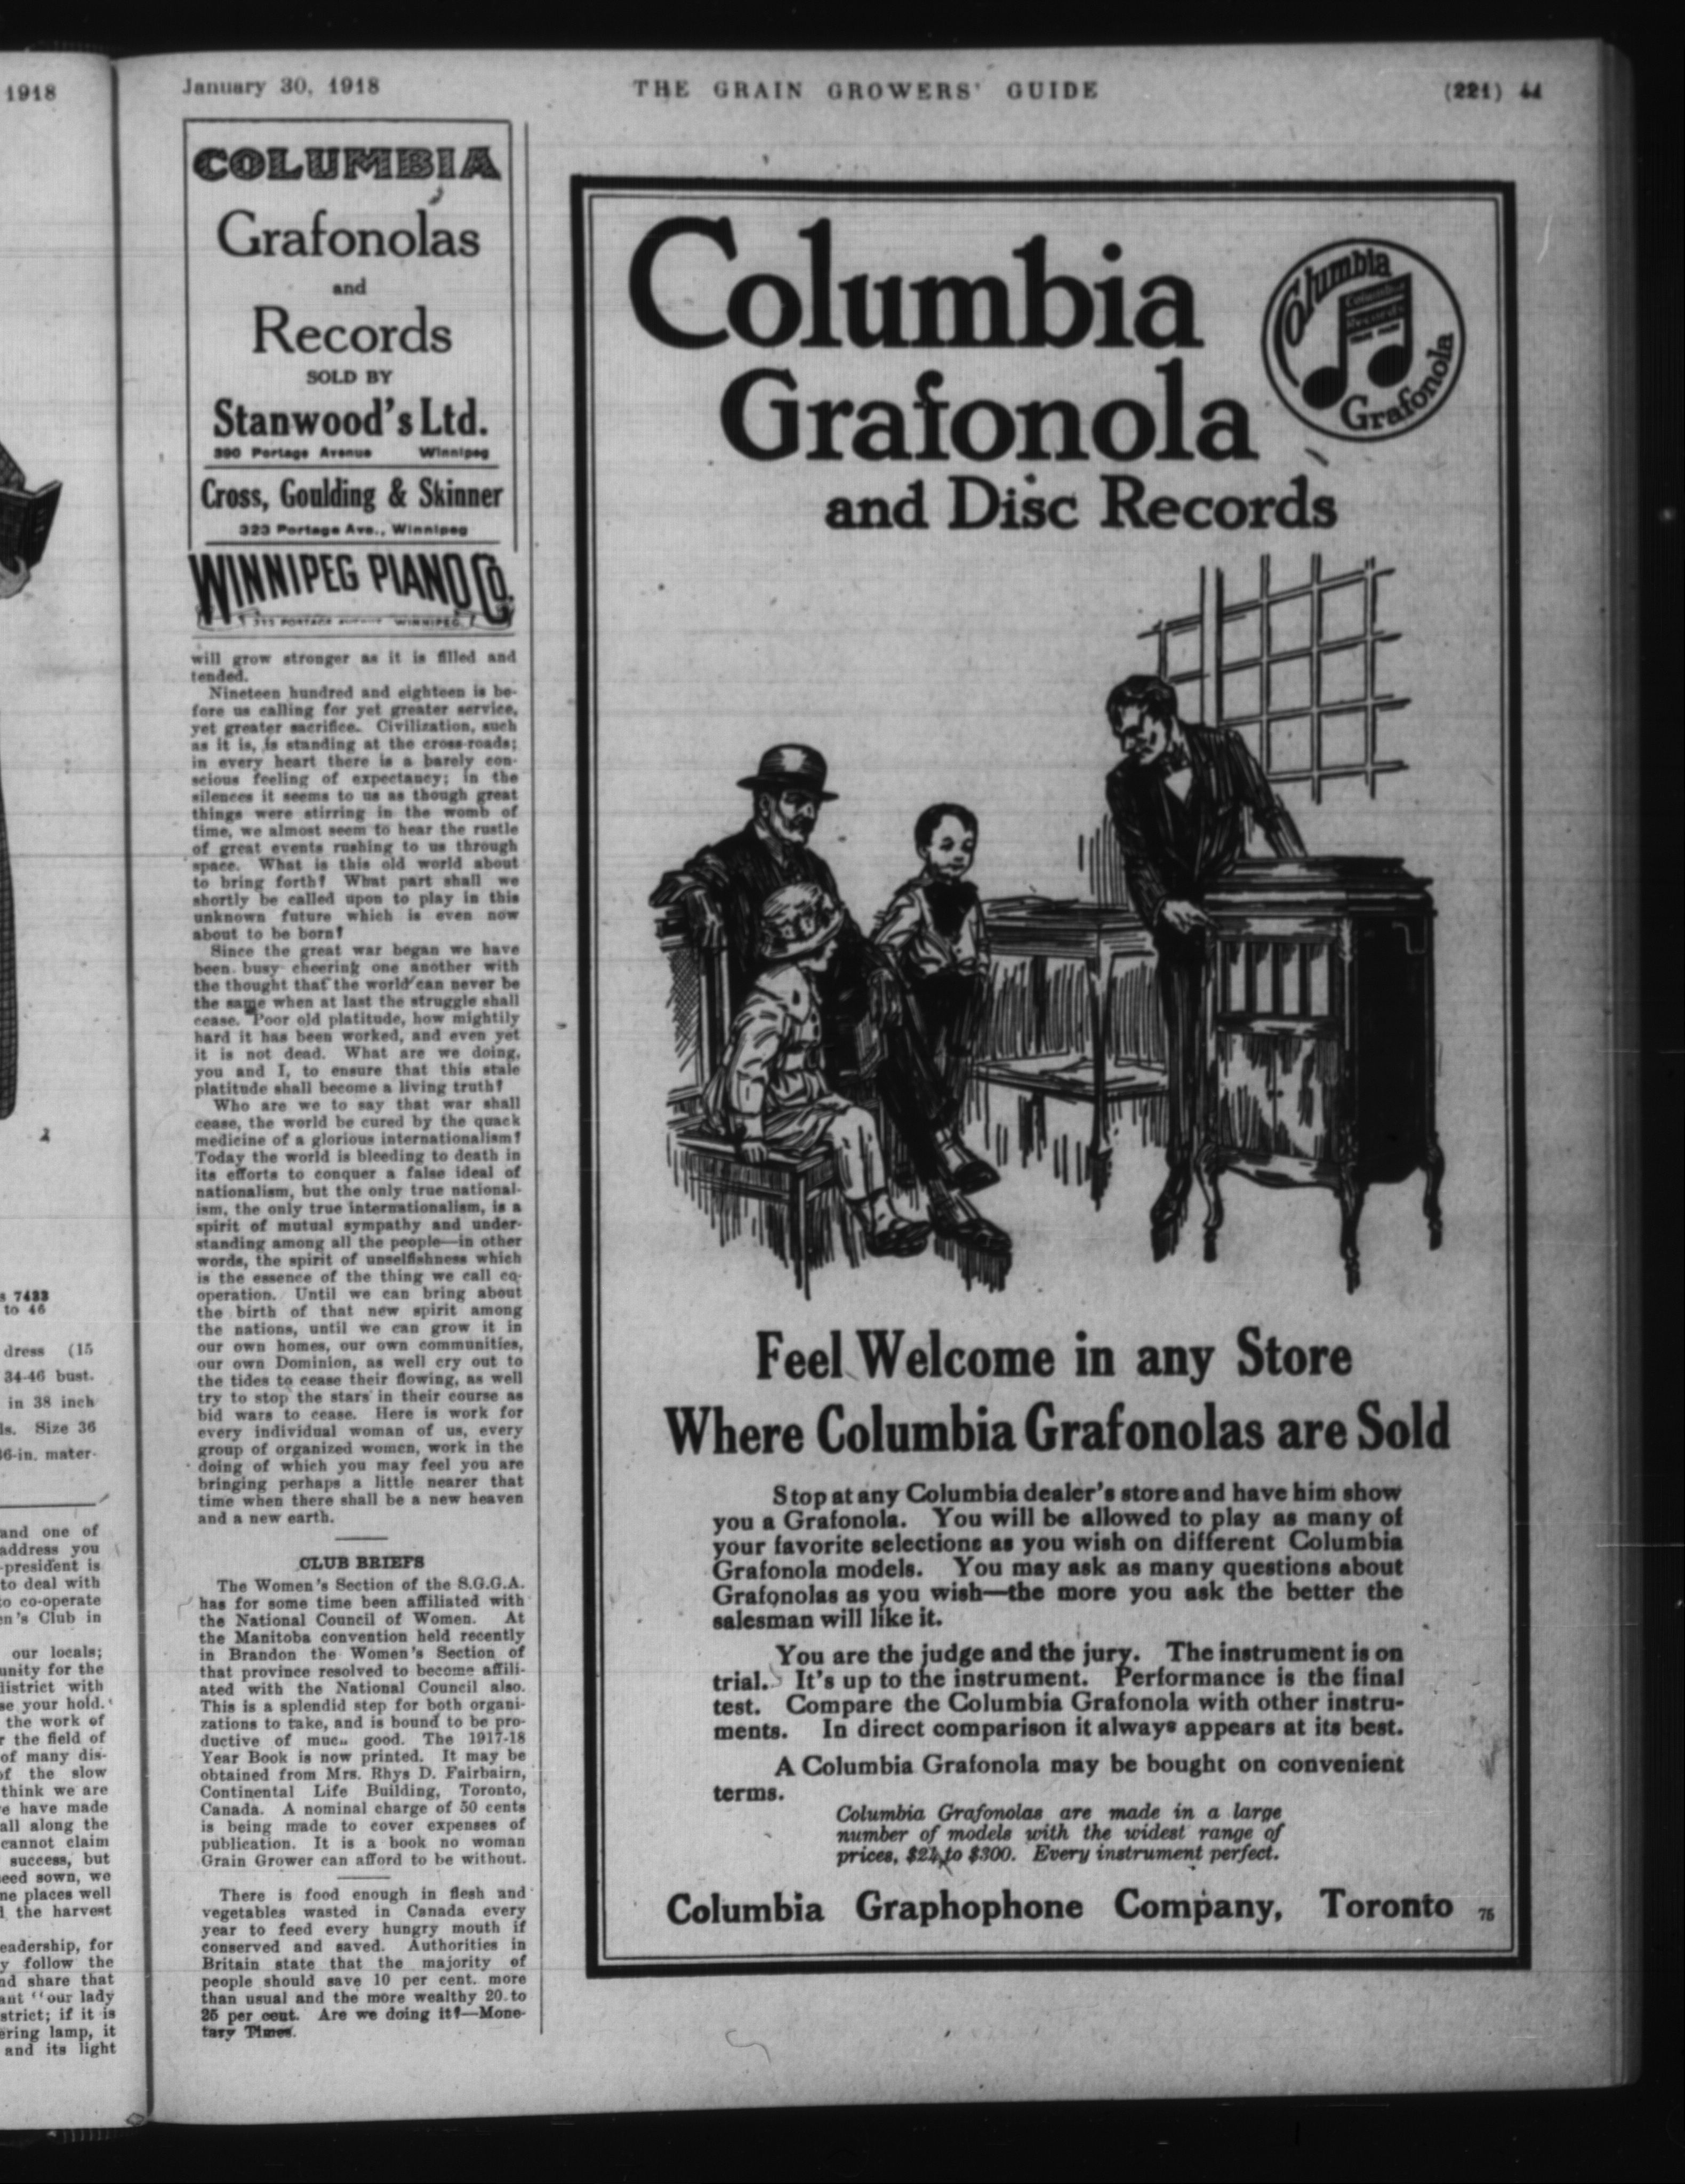 1918
s 7433
to 46
dress (15
34-46 bust.
in 38 inch
ls. Size 36
36-in. mater-
and one of
address you
-president is
to deal with
to co-operate
en's Club in
our locals;
unity for the
district with
se your hold.
the work of
r the field of
of many dis-
of the slow
think we are
e have made
all along the
cannot claim
success, but
seed sown, we
ne places well
d the harvest
eadership, for
y follow the
nd share that
ant "our lady
strict; if it is
ering lamp, it
and its light
January 30, 1918
THE GRAIN GROWERS' GUIDE
(221)
COLUMBIA
Grafonolas
and
Records
SOLD BY
Stanwood's Ltd.
390 Portage Avenue Winnipeg
Cross, Goulding & Skinner
323 Portage Ave., Winnipeg
WINNIPEG PIANO Co.
PORTAGE WINNIPEG
will grow stronger as it is filled and
tended.
Nineteen hundred and eighteen is be-
fore us calling for yet greater service,
yet greater sacrifice. Civilization, such
as it is, is standing at the cross-roads;
in every heart there is a barely con-
scious feeling of expectancy; in the
silences it seems to us as though great
things were stirring in the womb of
time, we almost seem to hear the rustle
of great events rushing to us through
space. What is this old world about
to bring forth? What part shall we
shortly be called upon to play in this
unknown future which is even now
about to be born?
Since the great war began we have
been busy cheering one another with
the thought that the world can never be
the same when at last the struggle shall
cease. Poor old platitude, how mightily
hard it has been worked, and even yet
it is not dead. What are we doing,
you and I, to ensure that this stale
platitude shall become a living truth?
Who are we to say that war shall
cease, the world be cured by the quack
medicine of a glorious internationalism?
Today the world is bleeding to death in
its efforts to conquer a false ideal of
nationalism, but the only true national-
ism, the only true internationalism, is a
spirit of mutual sympathy and under-
standing among all the people—in other
words, the spirit of unselfishness which
is the essence of the thing we call co-
operation. Until we can bring about
the birth of that new spirit among
the nations, until we can grow it in
our own homes, our own communities,
our own Dominion, as well cry out to
the tides to cease their flowing, as well
try to stop the stars in their course as
bid wars to cease. Here is work for
every individual woman of us, every
group of organized women, work in the
doing of which you may feel you are
bringing perhaps a little nearer that
time when there shall be a new heaven
and a new earth.
CLUB BRIEFS
The Women's Section of the S.G.G.A.
has for some time been affiliated with
the National Council of Women. At
the Manitoba convention held recently
in Brandon the Women's Section of
that province resolved to become affili-
ated with the National Council also.
This is a splendid step for both organi-
zations to take, and is bound to be pro-
ductive of much good. The 1917-18
Year Book is now printed. It may be
obtained from Mrs. Rhys D. Fairbairn,
Continental Life Building, Toronto,
Canada. A nominal charge of 50 cents
is being made to cover expenses of
publication. It is a book no woman
Grain Grower can afford to be without.
There is food enough in flesh and
vegetables wasted in Canada every
year to feed every hungry mouth if
conserved and saved. Authorities in
Britain state that the majority of
people should save 10 per cent. more
than usual and the more wealthy 20 to
25 per cent. Are we doing it?—Mone-
tary Times.
Columbia
Grafonola
and Disc Records
Columbia
Columbia
Records
Grafonola
Feel Welcome in any Store
Where Columbia Grafonolas are Sold
Stop at any Columbia dealer's store and have him show
you a Grafonola. You will be allowed to play as many of
your favorite selections as you wish on different Columbia
Grafonola models. You may ask as many questions about
Grafonolas as you wish—the more you ask the better the
salesman will like it.
You are the judge and the jury. The instrument is on
trial. It's up to the instrument. Performance is the final
test. Compare the Columbia Grafonola with other instru-
ments. In direct comparison it always appears at its best.
A Columbia Grafonola may be bought on convenient
terms.
Columbia Grafonolas are made in a large
number of models with the widest range of
prices, $24 to $300. Every instrument perfect.
Columbia Graphophone Company, Toronto 75